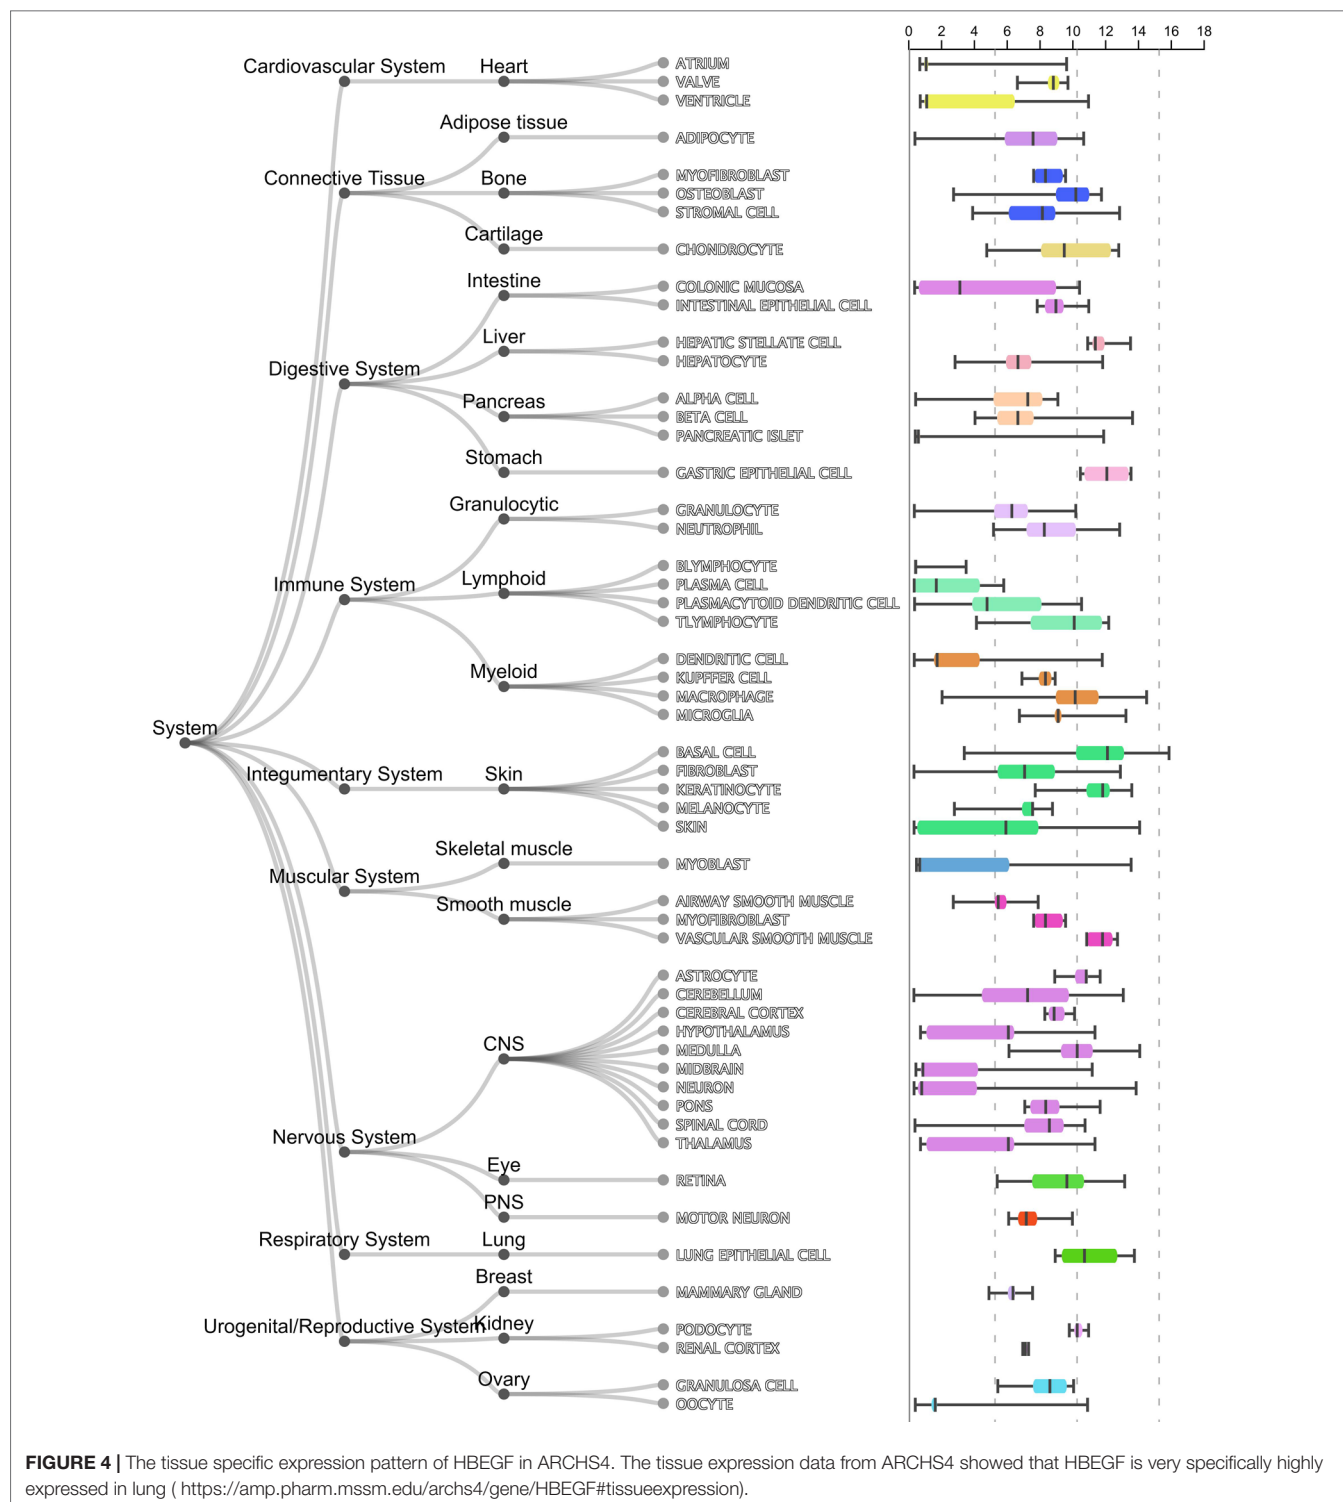 0 2 4 6 8 10 12 14 16 18
Cardiovascular System
Heart
ATRIUM
VALVE
VENTRICLE
Adipose tissue
ADIPOCYTE
Connective Tissue
Bone
MYOFIBROBLAST
OSTEOBLAST
STROMAL CELL
Cartilage
CHONDROCYTE
Intestine
COLONIC MUCOSA
INTESTINAL EPITHELIAL CELL
Liver
HEPATIC STELLATE CELL
HEPATOCYTE
Digestive System
Pancreas
ALPHA CELL
BETA CELL
PANCREATIC ISLET
Stomach
GASTRIC EPITHELIAL CELL
Granulocytic
GRANULOCYTE
NEUTROPHIL
Immune System
Lymphoid
BLYMPHOCYTE
PLASMA CELL
PLASMACYTOID DENDRITIC CELL
TLYMPHOCYTE
Myeloid
DENDRITIC CELL
KUPFFER CELL
MACROPHAGE
MICROGLIA
System
Integumentary System
Skin
BASAL CELL
FIBROBLAST
KERATINOCYTE
MELANOCYTE
SKIN
Muscular System
Skeletal muscle
MYOBLAST
Smooth muscle
AIRWAY SMOOTH MUSCLE
MYOFIBROBLAST
VASCULAR SMOOTH MUSCLE
CNS
ASTROCYTE
CEREBELLUM
CEREBRAL CORTEX
HYPOTHALAMUS
MEDULLA
MIDBRAIN
NEURON
PONS
SPINAL CORD
THALAMUS
Nervous System
Eye
RETINA
PNS
MOTOR NEURON
Respiratory System
Lung
LUNG EPITHELIAL CELL
Breast
MAMMARY GLAND
Urogenital/Reproductive System
Kidney
PODOCYTE
RENAL CORTEX
Ovary
GRANULOSA CELL
OOCYTE
FIGURE 4 | The tissue specific expression pattern of HBEGF in ARCHS4. The tissue expression data from ARCHS4 showed that HBEGF is very specifically highly
expressed in lung ( https://amp.pharm.mssm.edu/archs4/gene/HBEGF#tissueexpression).